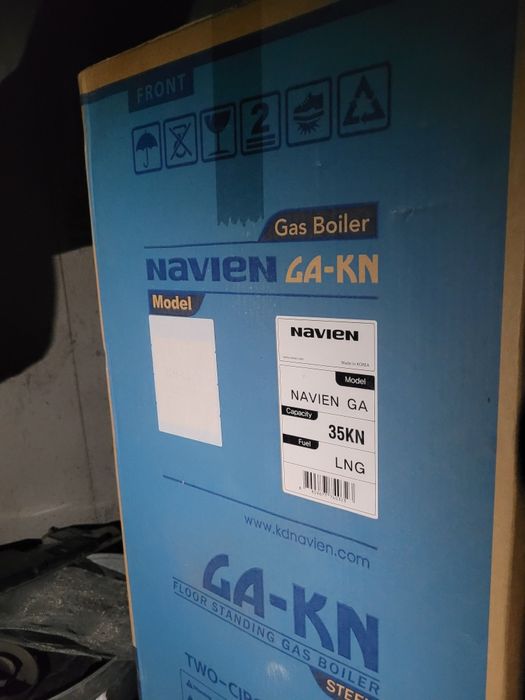 FRONT
2
Gas Boiler
NAVIEN GA-KN
Model
NAVIEN
Made in KOREA
Model
NAVIEN GA
Capacity
35KN
Fuel
LNG
www.kdnavien.com
GA-KN
FLOOR STANDING GAS BOILER
STEE
TWO-CIR